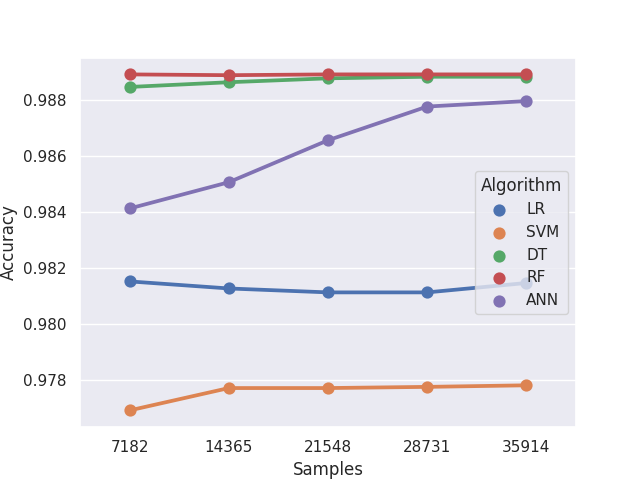 0.988
0.986
0.984
0.982
0.980
0.978
Accuracy
Algorithm
LR
SVM
DT
RF
ANN
7182 14365 21548 28731 35914
Samples